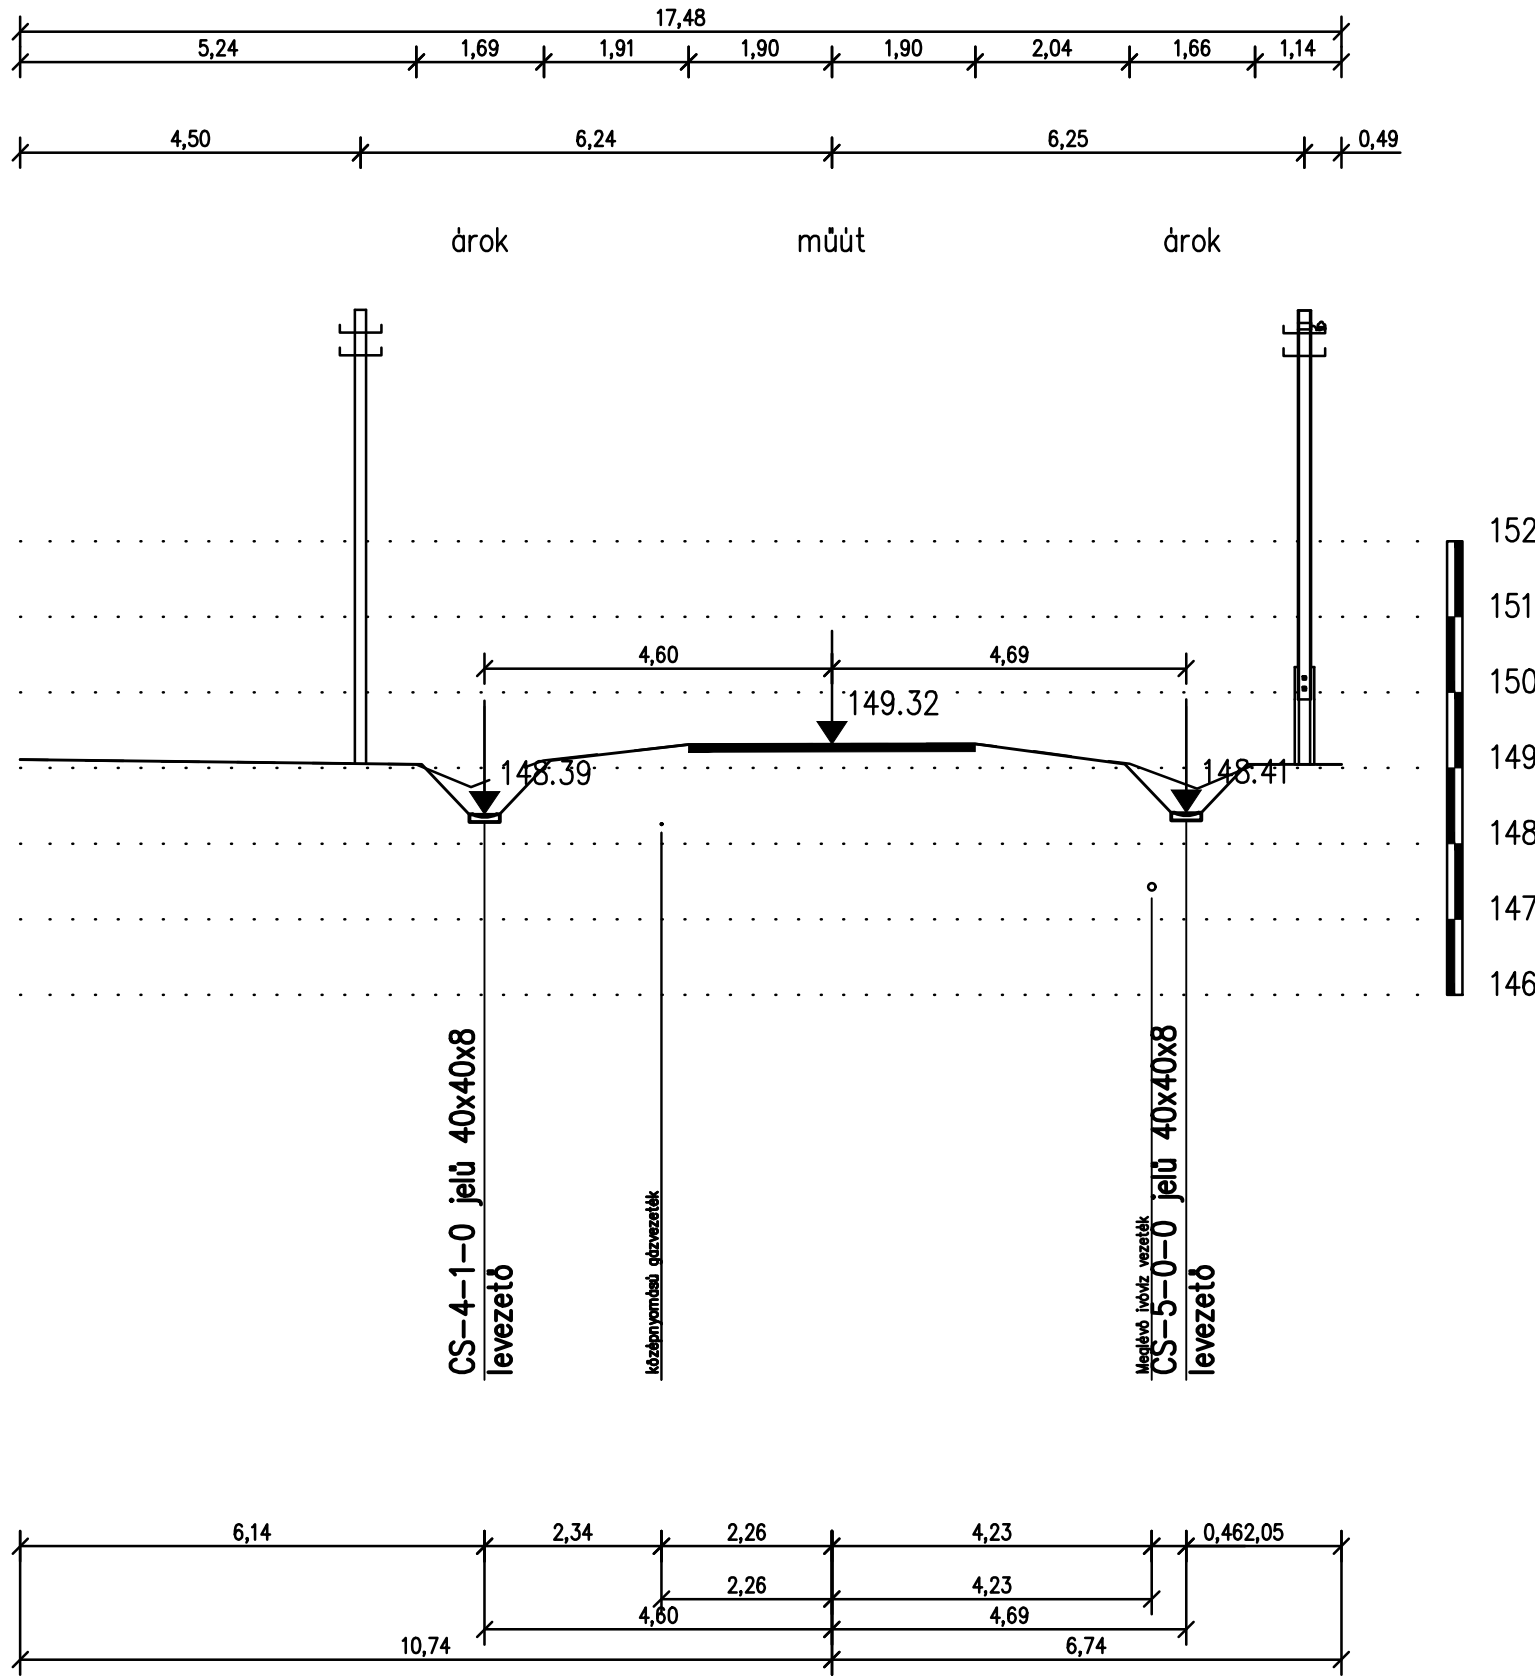 17,48
5,24 1,69 1,91 1,90 1,90 2,04 1,66 1,14
4,50 6,24 6,25 0,49
árok műút árok
152
151
4,60 4,69
150
149.32
149
148.39 148.41
148
147
146
CS-4-1-0 jelű 40x40x8
levezető
középnyomású gázvezeték
Meglévő ivóvíz vezeték
CS-5-0-0 jelű 40x40x8
levezető
6,14 2,34 2,26 4,23 0,462,05
2,26 4,23
4,60 4,69
10,74 6,74